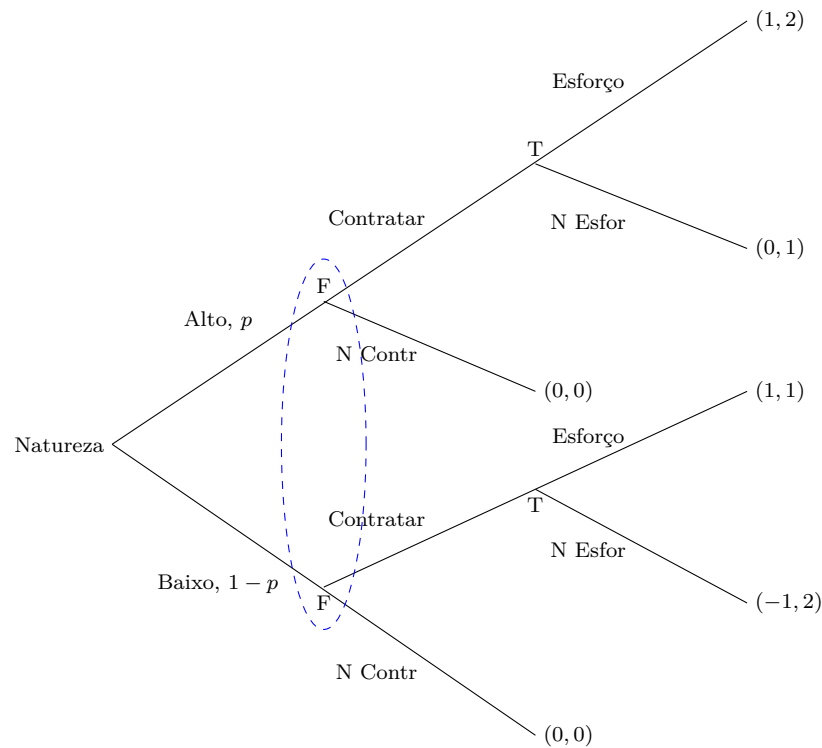 (1, 2)
Esforço
T
Contratar
N Esfor
(0, 1)
F
Alto, p
N Contr
(0, 0)
(1, 1)
Esforço
Natureza
T
Contratar
N Esfor
Baixo, 1 − p
F
(−1, 2)
N Contr
(0, 0)